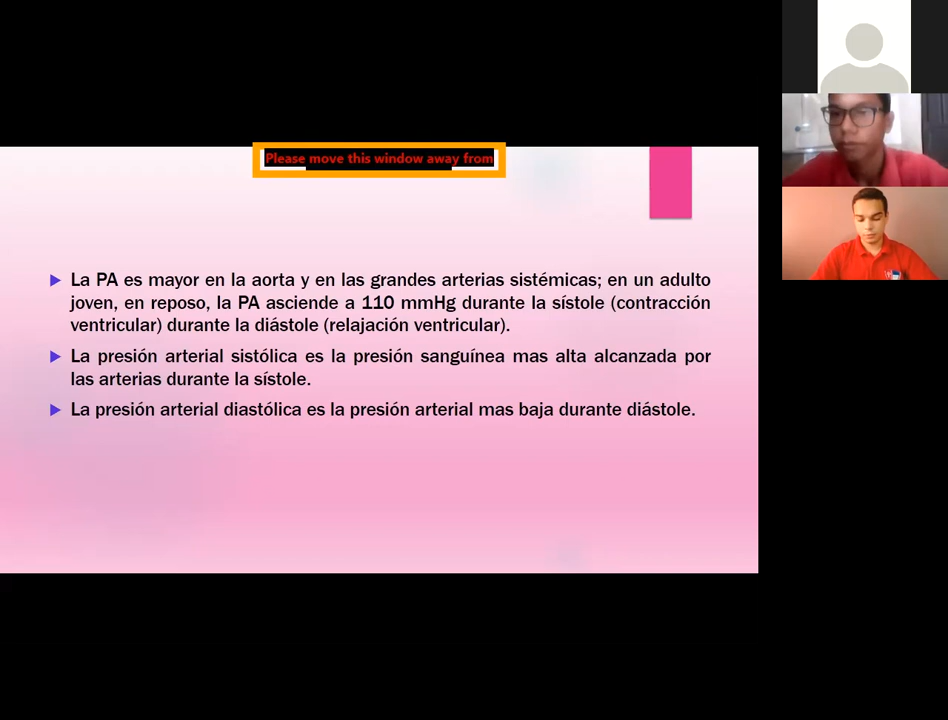 Please move this window away from
La PA es mayor en la aorta y en las grandes arterias sistémicas; en un adulto
joven, en reposo, la PA asciende a 110 mmHg durante la sístole (contracción
ventricular) durante la diástole (relajación ventricular).
La presión arterial sistólica es la presión sanguínea mas alta alcanzada por
las arterias durante la sístole.
La presión arterial diastólica es la presión arterial mas baja durante diástole.